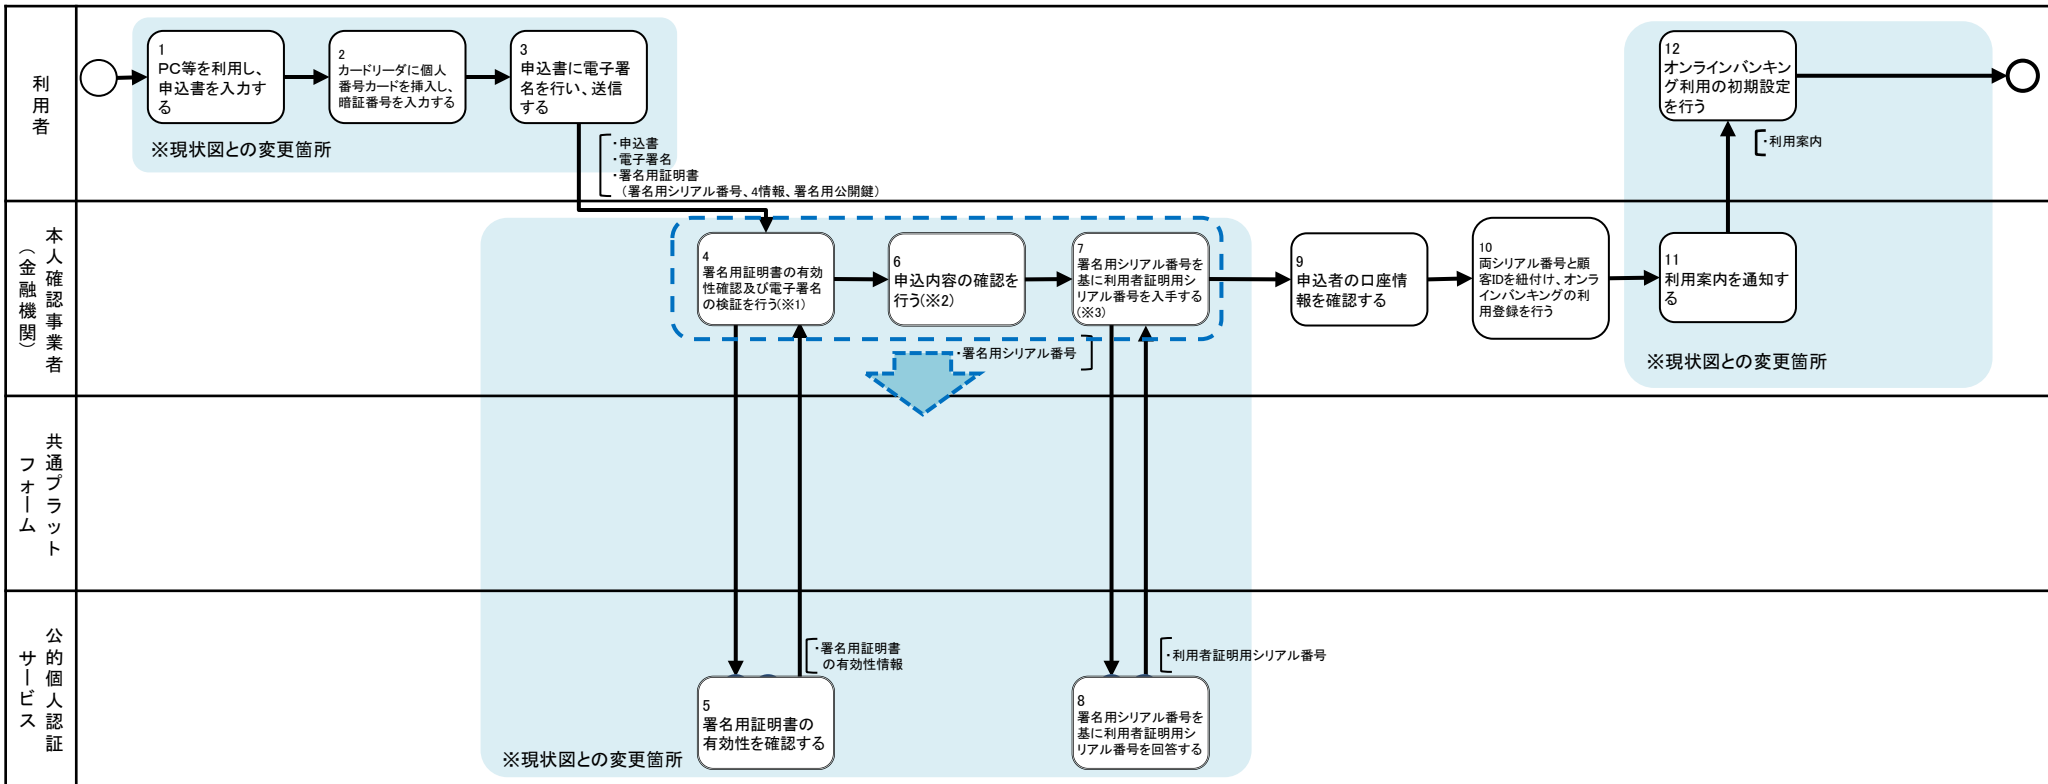 利用者
1
PC等を利用し、
申込書を入力す
る
2
カードリーダに個人
番号カードを挿入し、
暗証番号を入力する
3
申込書に電子署
名を行い、送信
する
※現状図との変更箇所
・申込書
・電子署名
・署名用証明書
（署名用シリアル番号、4情報、署名用公開鍵）
12
オンラインバンキン
グ利用の初期設定
を行う
・利用案内
本人確認事業者
（金融機関）
4
署名用証明書の有効
性確認及び電子署名
の検証を行う(※1)
6
申込内容の確認を
行う(※2)
7
署名用シリアル番号を
基に利用者証明用シ
リアル番号を入手する
(※3)
9
申込者の口座情
報を確認する
10
両シリアル番号と顧
客IDを紐付け、オンラ
インバンキングの利
用登録を行う
11
利用案内を通知す
る
・署名用シリアル番号
※現状図との変更箇所
共通プラット
フォーム
公的個人認証
サービス
・署名用証明書
の有効性情報
・利用者証明用シリアル番号
5
署名用証明書の
有効性を確認する
8
署名用シリアル番号を
基に利用者証明用シ
リアル番号を回答する
※現状図との変更箇所